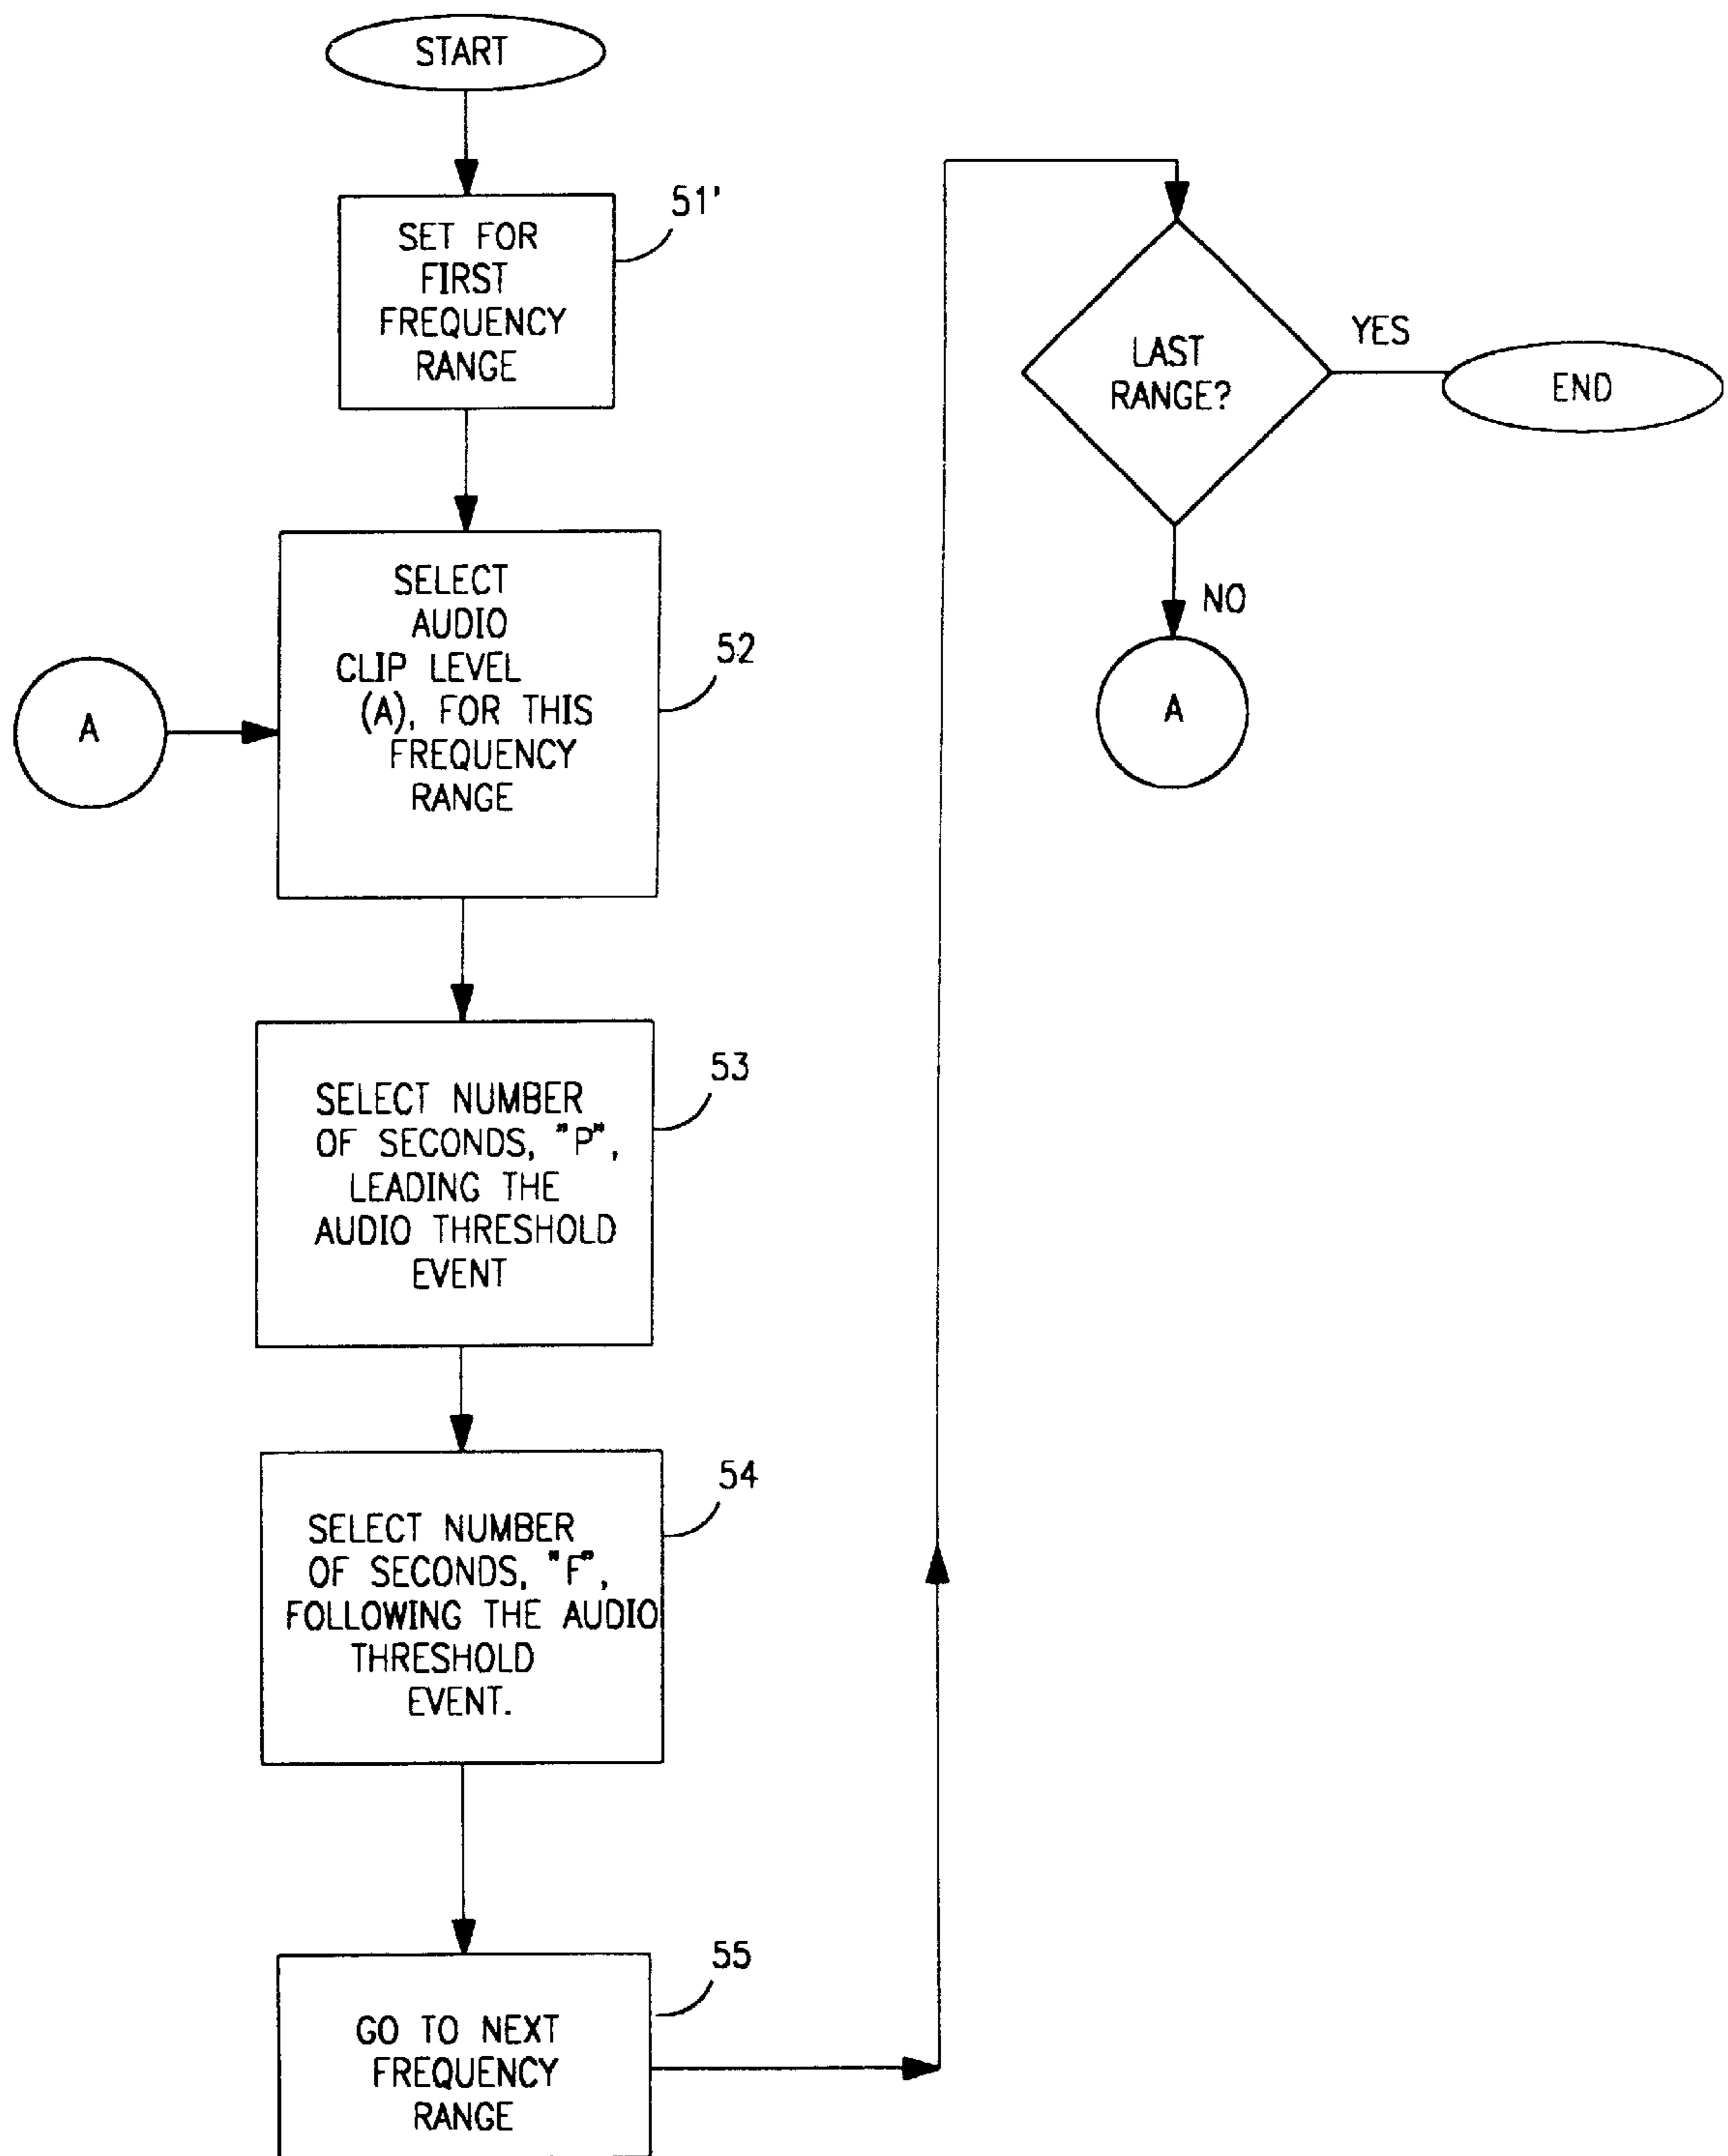 START
51'
SET FOR
FIRST
FREQUENCY
RANGE
52
SELECT
AUDIO
CLIP LEVEL
(A), FOR THIS
FREQUENCY
RANGE
A
53
SELECT NUMBER
OF SECONDS, "P",
LEADING THE
AUDIO THRESHOLD
EVENT
54
SELECT NUMBER
OF SECONDS, "F",
FOLLOWING THE AUDIO
THRESHOLD
EVENT.
55
GO TO NEXT
FREQUENCY
RANGE
LAST
RANGE?
YES
END
NO
A